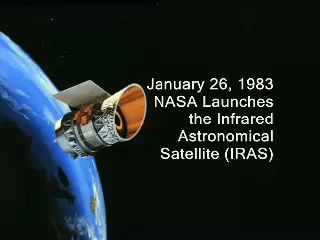 January 26, 1983
NASA Launches
the Infrared
Astronomical
Satellite (IRAS)